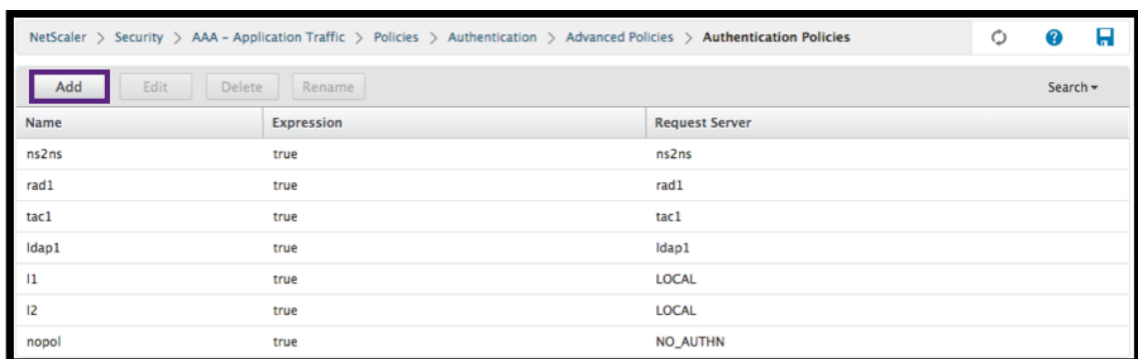 NetScaler > Security > AAA - Application Traffic > Policies > Authentication > Advanced Policies > Authentication Policies
Add Edit Delete Rename Search
Name Expression Request Server
ns2ns true ns2ns
rad1 true rad1
tac1 true tac1
ldap1 true ldap1
l1 true LOCAL
l2 true LOCAL
nopol true NO_AUTHN